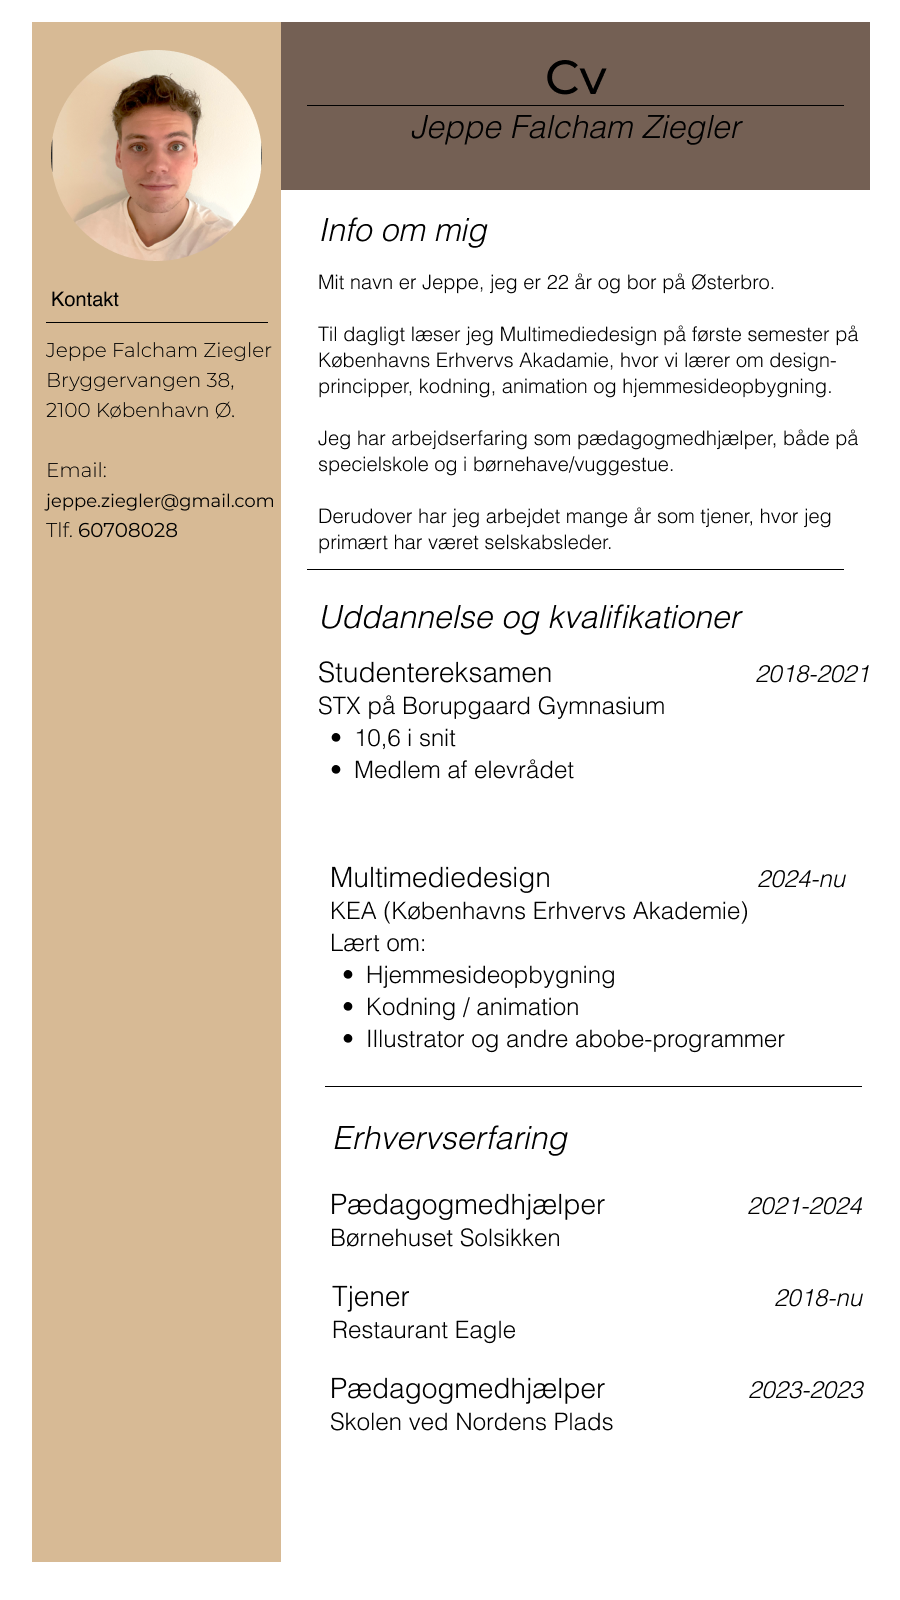 Cv
Jeppe Falcham Ziegler
Kontakt
Jeppe Falcham Ziegler
Bryggervangen 38,
2100 København Ø.
Email:
jeppe.ziegler@gmail.com
Tlf. 60708028
Info om mig
Mit navn er Jeppe, jeg er 22 år og bor på Østerbro.
Til dagligt læser jeg Multimediedesign på første semester på
Københavns Erhvervs Akadamie, hvor vi lærer om design-
principper, kodning, animation og hjemmesideopbygning.
Jeg har arbejdserfaring som pædagogmedhjælper, både på
specielskole og i børnehave/vuggestue.
Derudover har jeg arbejdet mange år som tjener, hvor jeg
primært har været selskabsleder.
Uddannelse og kvalifikationer
Studentereksamen 2018-2021
STX på Borupgaard Gymnasium
• 10,6 i snit
• Medlem af elevrådet
Multimediedesign 2024-nu
KEA (Københavns Erhvervs Akademie)
Lært om:
• Hjemmesideopbygning
• Kodning / animation
• Illustrator og andre abobe-programmer
Erhvervserfaring
Pædagogmedhjælper 2021-2024
Børnehuset Solsikken
Tjener 2018-nu
Restaurant Eagle
Pædagogmedhjælper 2023-2023
Skolen ved Nordens Plads